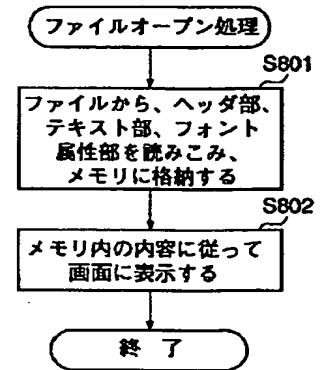 ファイルオープン処理
S801
ファイルから、ヘッダ部、
テキスト部、フォント
属性部を読みこみ、
メモリに格納する
S802
メモリ内の内容に従って
画面に表示する
終 了